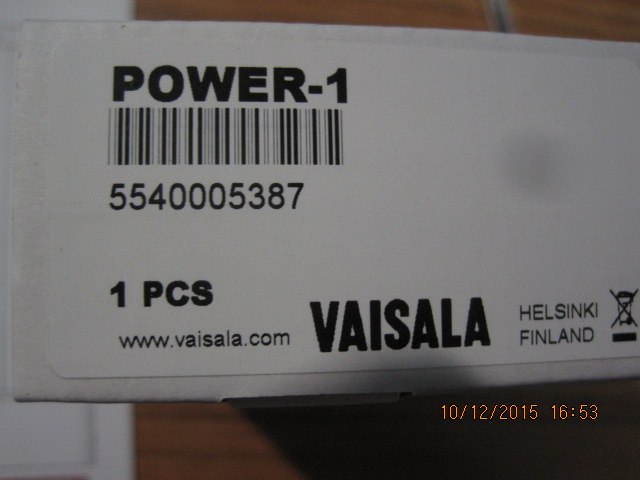 POWER-1
5540005387
1 PCS
www.vaisala.com
VAISALA
HELSINKI
FINLAND
10/12/2015 16:53